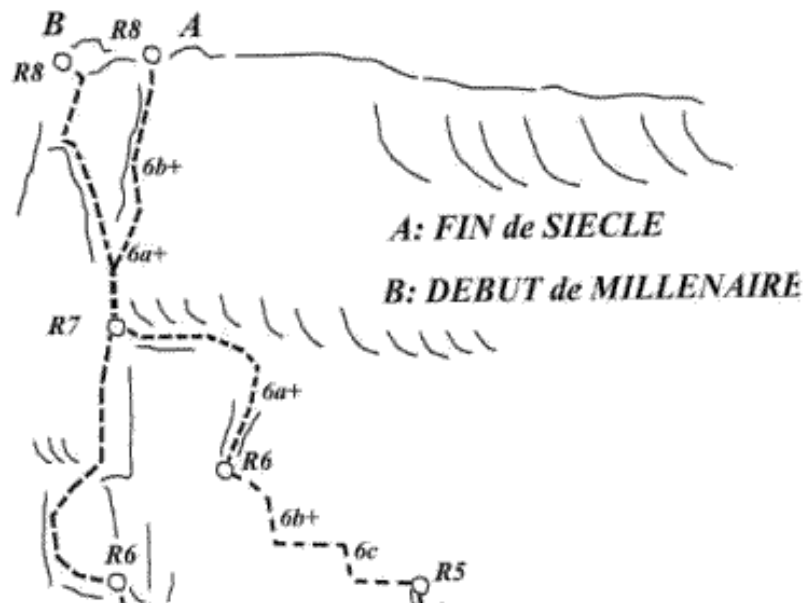 B R8 A
R8
6b+
A: FIN de SIECLE
6a+
B: DEBUT de MILLENAIRE
R7
6a+
R6
6b+
6c
R6 R5